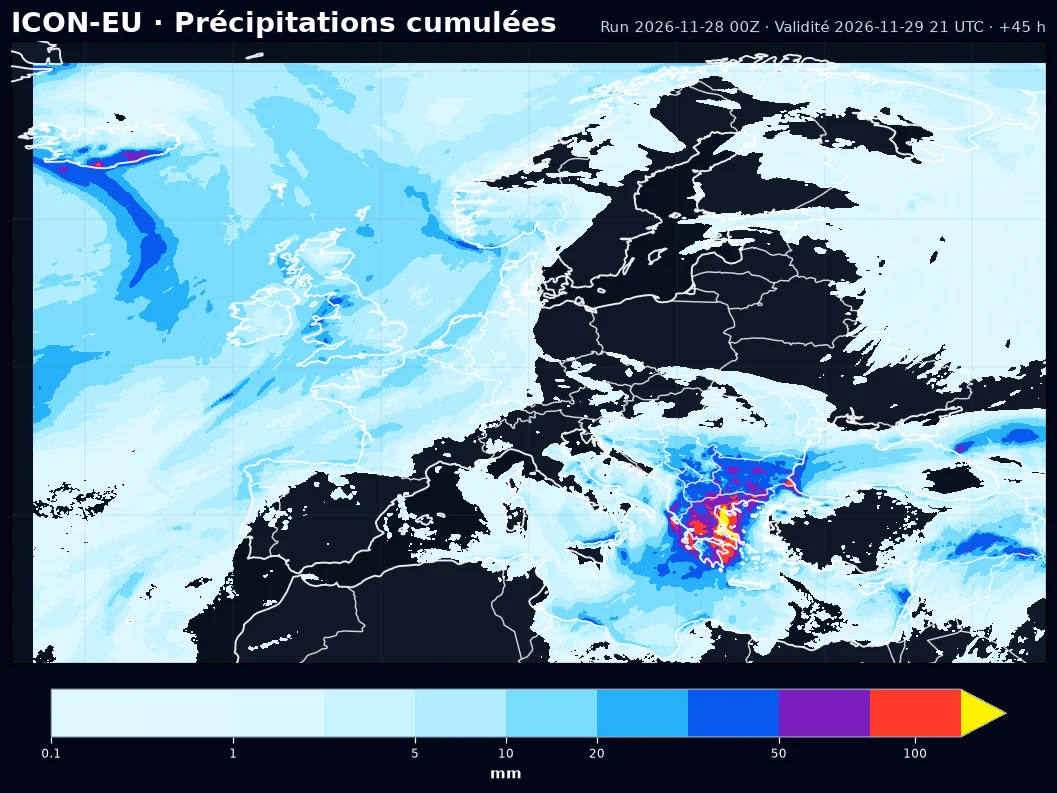 ICON-EU · Précipitations cumulées
Run 2026-11-28 00Z · Validité 2026-11-29 21 UTC · +45 h
0.1 1 5 10 20 50 100
mm